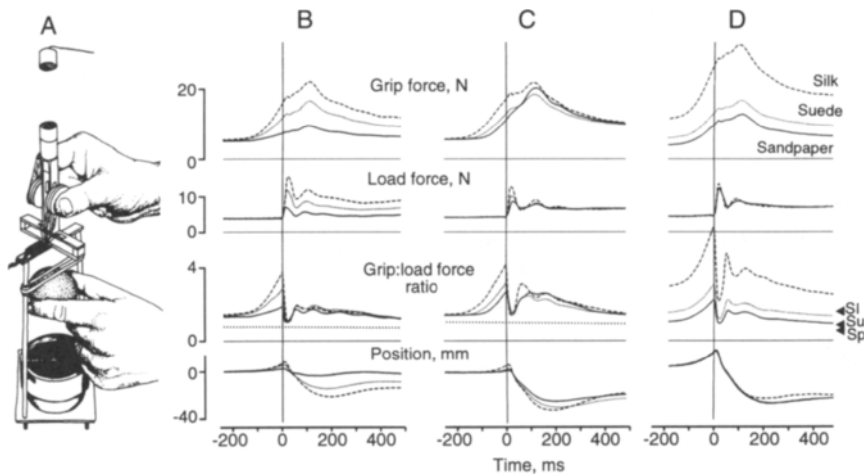 A
B
C
D
Grip force, N
20
0
Silk
Suede
Sandpaper
Load force, N
10
0
Grip:load force
ratio
4
0
Sl
Su
Sp
Position, mm
0
-40
-200 0 200 400
-200 0 200 400
-200 0 200 400
Time, ms